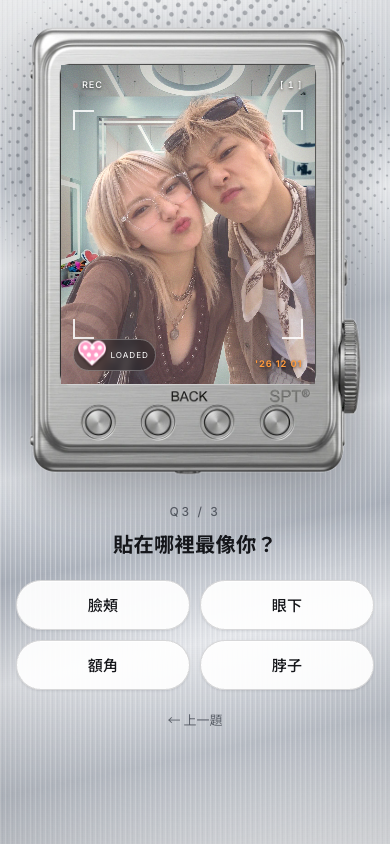 REC [ 1 ]
LOADED
'26 12
BACK SPT®
Q3 / 3
貼在哪裡最像你？
臉頰 眼下
額角 脖子
← 上一題